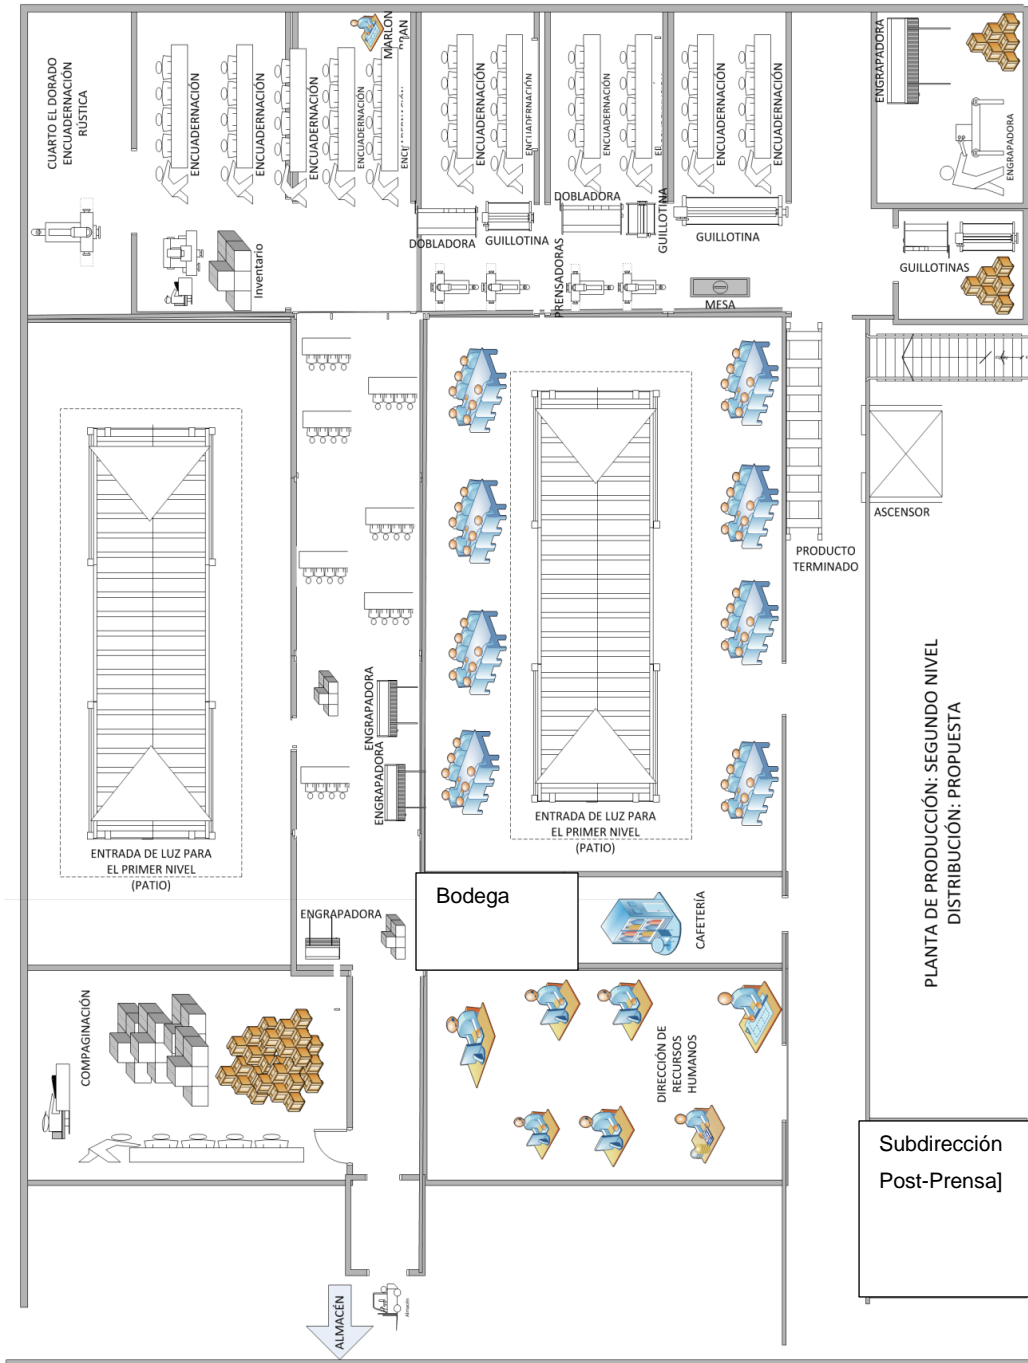 CUARTO EL DORADO
ENCUADERNACIÓN
RÚSTICA
ENCUADERNACIÓN
ENCUADERNACIÓN
ENCUADERNACIÓN
ENCUADERNACIÓN
MARLON
ENCUADERNACIÓN
ENCUADERNACIÓN
ENCUADERNACIÓN
ENCUADERNACIÓN
ENCUADERNACIÓN
ENGRAPADORA
ENGRAPADORA
Inventario
DOBLADORA
GUILLOTINA
DOBLADORA
GUILLOTINA
GUILLOTINA
GUILLOTINAS
PRENSADORAS
MESA
ASCENSOR
PRODUCTO
TERMINADO
ENGRAPADORA
ENGRAPADORA
ENTRADA DE LUZ PARA
EL PRIMER NIVEL
(PATIO)
ENTRADA DE LUZ PARA
EL PRIMER NIVEL
(PATIO)
PLANTA DE PRODUCCIÓN: SEGUNDO NIVEL
DISTRIBUCIÓN: PROPUESTA
ENGRAPADORA
Bodega
CAFETERÍA
COMPAGINACIÓN
DIRECCIÓN DE
RECURSOS
HUMANOS
Subdirección
Post-Prensa]
ALMACÉN
Almacén